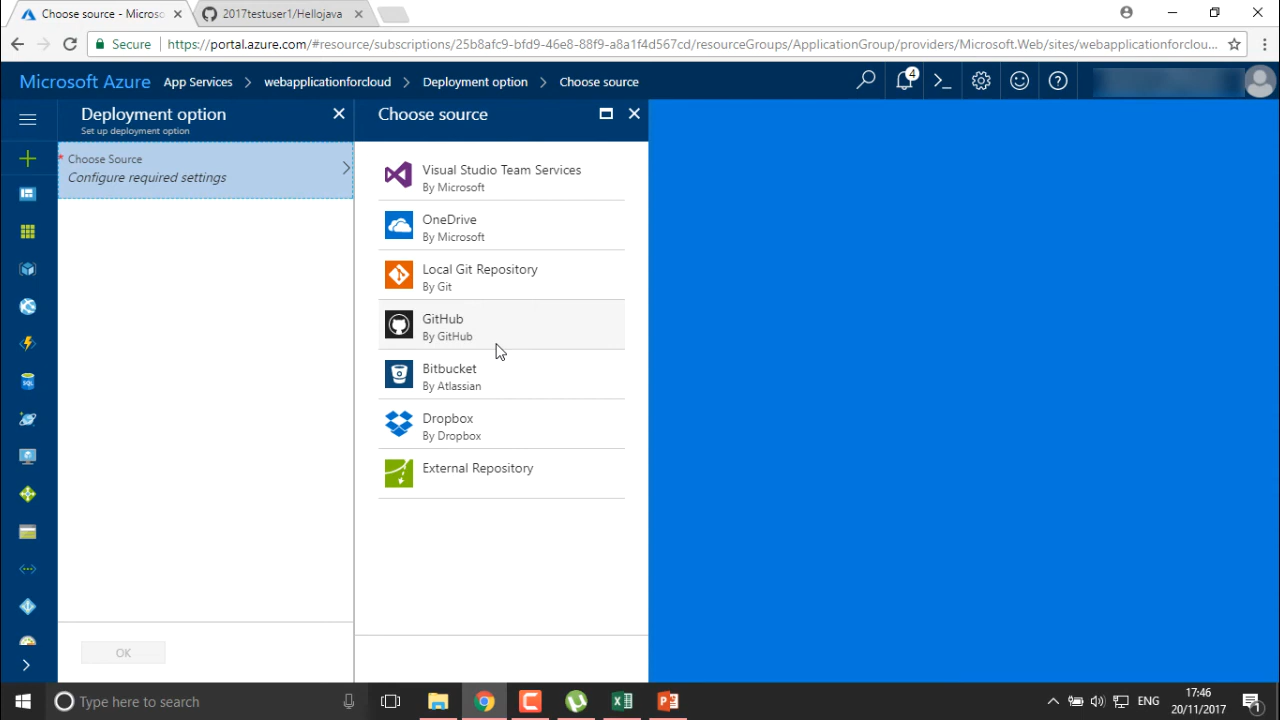 Choose source - Microso
2017testuser1/Hellojava
Secure
https://portal.azure.com/#resource/subscriptions/25b8afc9-bfd9-46e8-88f9-a8a1f4d567cd/resourceGroups/ApplicationGroup/providers/Microsoft.Web/sites/webapplicationforclou...
Microsoft Azure App Services > webapplicationforcloud > Deployment option > Choose source
4
Deployment option
Set up deployment option
* Choose Source
Configure required settings
OK
Choose source
Visual Studio Team Services
By Microsoft
OneDrive
By Microsoft
Local Git Repository
By Git
GitHub
By GitHub
Bitbucket
By Atlassian
Dropbox
By Dropbox
External Repository
SQL
Type here to search
ENG
17:46
20/11/2017
1